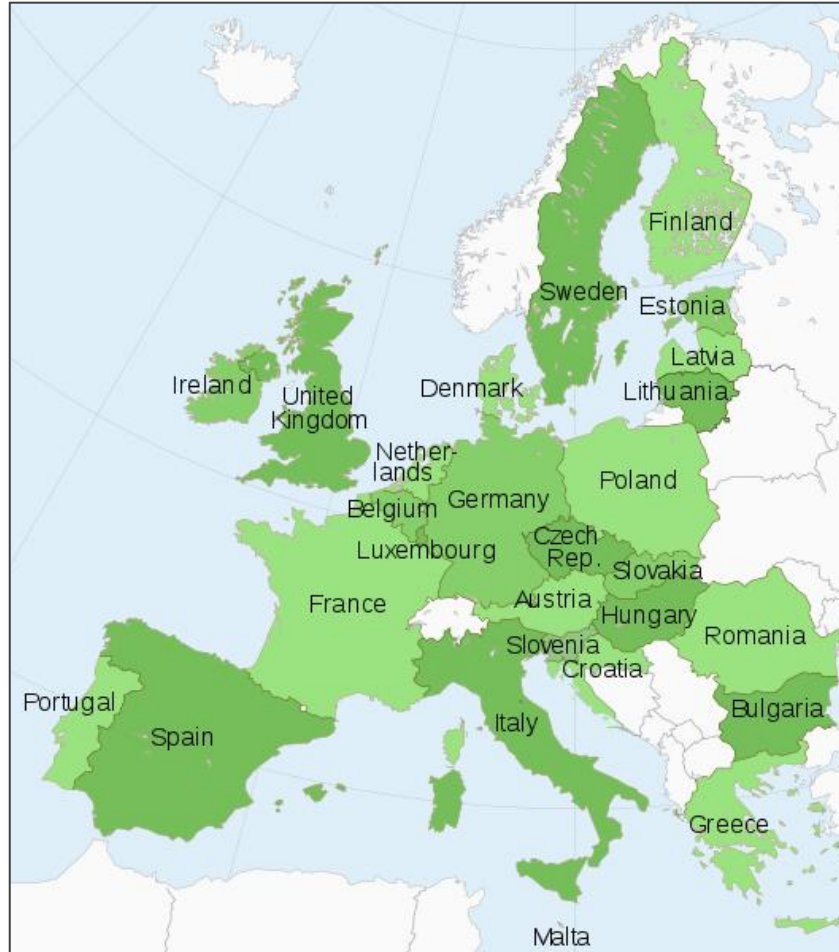 Finland
Sweden
Estonia
Latvia
Lithuania
Denmark
Ireland
United
Kingdom
Nether-
lands
Poland
Germany
Belgium
Czech
Rep.
Luxembourg
Slovakia
Austria
France
Hungary
Romania
Slovenia
Croatia
Portugal
Spain
Italy
Bulgaria
Greece
Malta